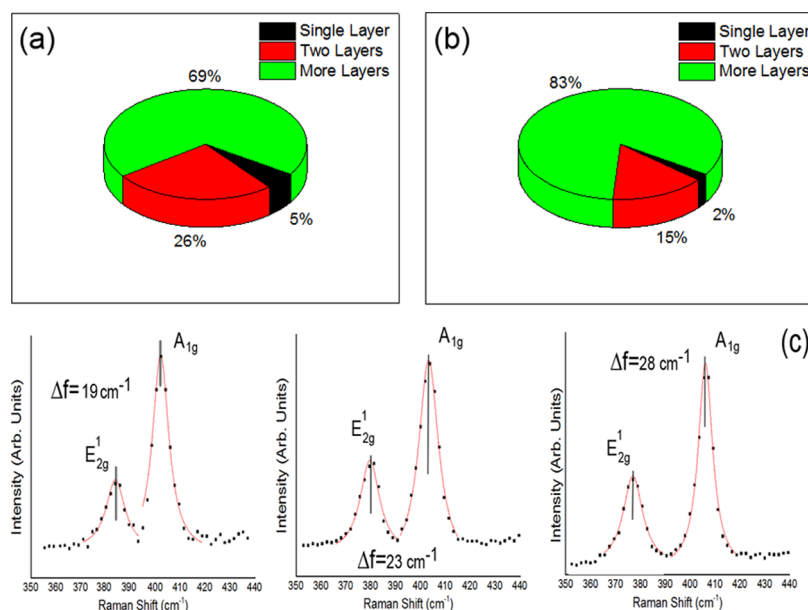 (a)
Single Layer
Two Layers
More Layers
69%
5%
26%
(b)
Single Layer
Two Layers
More Layers
83%
2%
15%
(c)
Intensity (Arb. Units)
Δf= 19 cm⁻¹
A1g
E¹2g
350 360 370 380 390 400 410 420 430 440
Raman Shift (cm⁻¹)
Intensity (Arb. Units)
A1g
E¹2g
Δf= 23 cm⁻¹
350 360 370 380 390 400 410 420 430 440
Raman Shift (cm⁻¹)
Intensity (Arb. Units)
Δf= 28 cm⁻¹
A1g
E¹2g
350 360 370 380 390 400 410 420 430 440
Raman Shift (cm⁻¹)